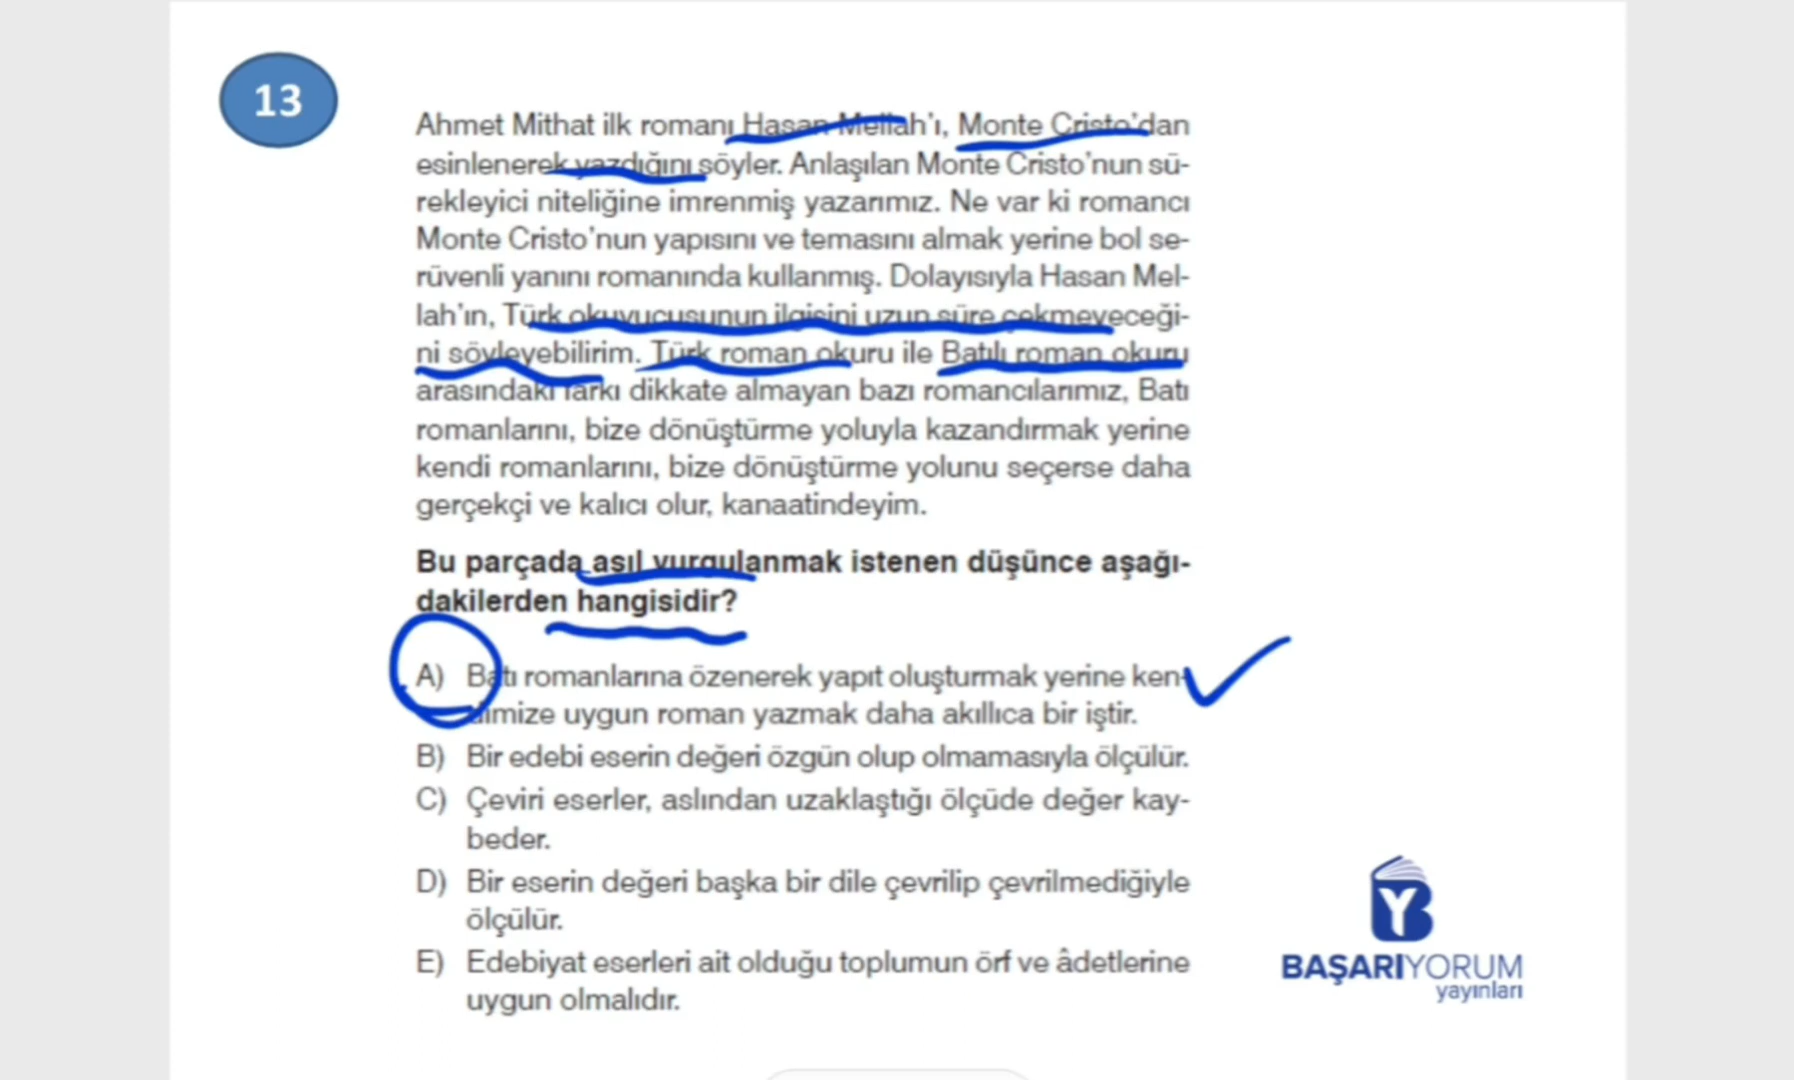 13
Ahmet Mithat ilk romanı Hasan Mellah'ı, Monte Cristo'dan
esinlenerek yazdığını söyler. Anlaşılan Monte Cristo'nun sü-
rekleyici niteliğine imrenmiş yazarımız. Ne var ki romancı
Monte Cristo'nun yapısını ve temasını almak yerine bol se-
rüvenli yanını romanında kullanmış. Dolayısıyla Hasan Mel-
lah'ın, Türk okuyucusunun ilgisini uzun süre çekmeyeceği-
ni söyleyebilirim. Türk roman okuru ile Batılı roman okuru
arasındaki farkı dikkate almayan bazı romancılarımız, Batı
romanlarını, bize dönüştürme yoluyla kazandırmak yerine
kendi romanlarını, bize dönüştürme yolunu seçerse daha
gerçekçi ve kalıcı olur, kanaatindeyim.
Bu parçada asıl vurgulanmak istenen düşünce aşağı-
dakilerden hangisidir?
A) Batı romanlarına özenerek yapıt oluşturmak yerine ken-
dimize uygun roman yazmak daha akıllıca bir iştir.
B) Bir edebi eserin değeri özgün olup olmamasıyla ölçülür.
C) Çeviri eserler, aslından uzaklaştığı ölçüde değer kay-
beder.
D) Bir eserin değeri başka bir dile çevrilip çevrilmediğiyle
ölçülür.
E) Edebiyat eserleri ait olduğu toplumun örf ve âdetlerine
uygun olmalıdır.
BAŞARIYORUM
yayınları